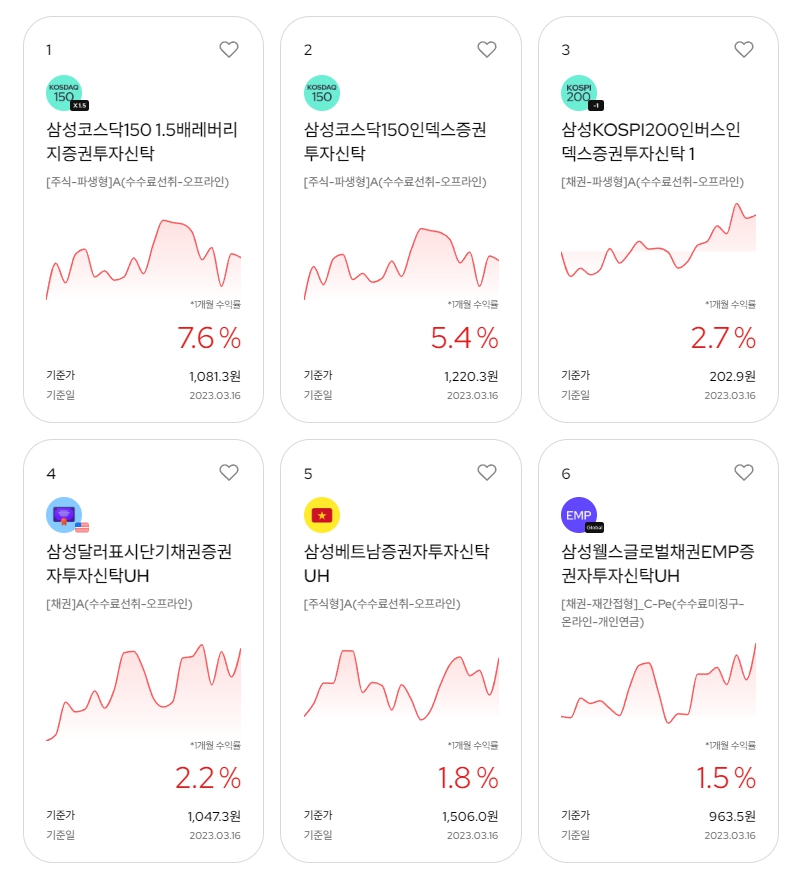 1
KOSDAQ
150
X1.5
삼성코스닥150 1.5배레버리
지증권투자신탁
[주식-파생형]A(수수료선취-오프라인)
*1개월 수익률
7.6 %
기준가 1,081.3원
기준일 2023.03.16
2
KOSDAQ
150
삼성코스닥150인덱스증권
투자신탁
[주식-파생형]A(수수료선취-오프라인)
*1개월 수익률
5.4 %
기준가 1,220.3원
기준일 2023.03.16
3
KOSPI
200
-1
삼성KOSPI200인버스인
덱스증권투자신탁 1
[채권-파생형]A(수수료선취-오프라인)
*1개월 수익률
2.7 %
기준가 202.9원
기준일 2023.03.16
4
삼성달러표시단기채권증권
자투자신탁UH
[채권]A(수수료선취-오프라인)
*1개월 수익률
2.2 %
기준가 1,047.3원
기준일 2023.03.16
5
삼성베트남증권자투자신탁
UH
[주식형]A(수수료선취-오프라인)
*1개월 수익률
1.8 %
기준가 1,506.0원
기준일 2023.03.16
6
EMP
Global
삼성웰스글로벌채권EMP증
권자투자신탁UH
[채권-재간접형]_C-Pe(수수료미징구-
온라인-개인연금)
*1개월 수익률
1.5 %
기준가 963.5원
기준일 2023.03.16